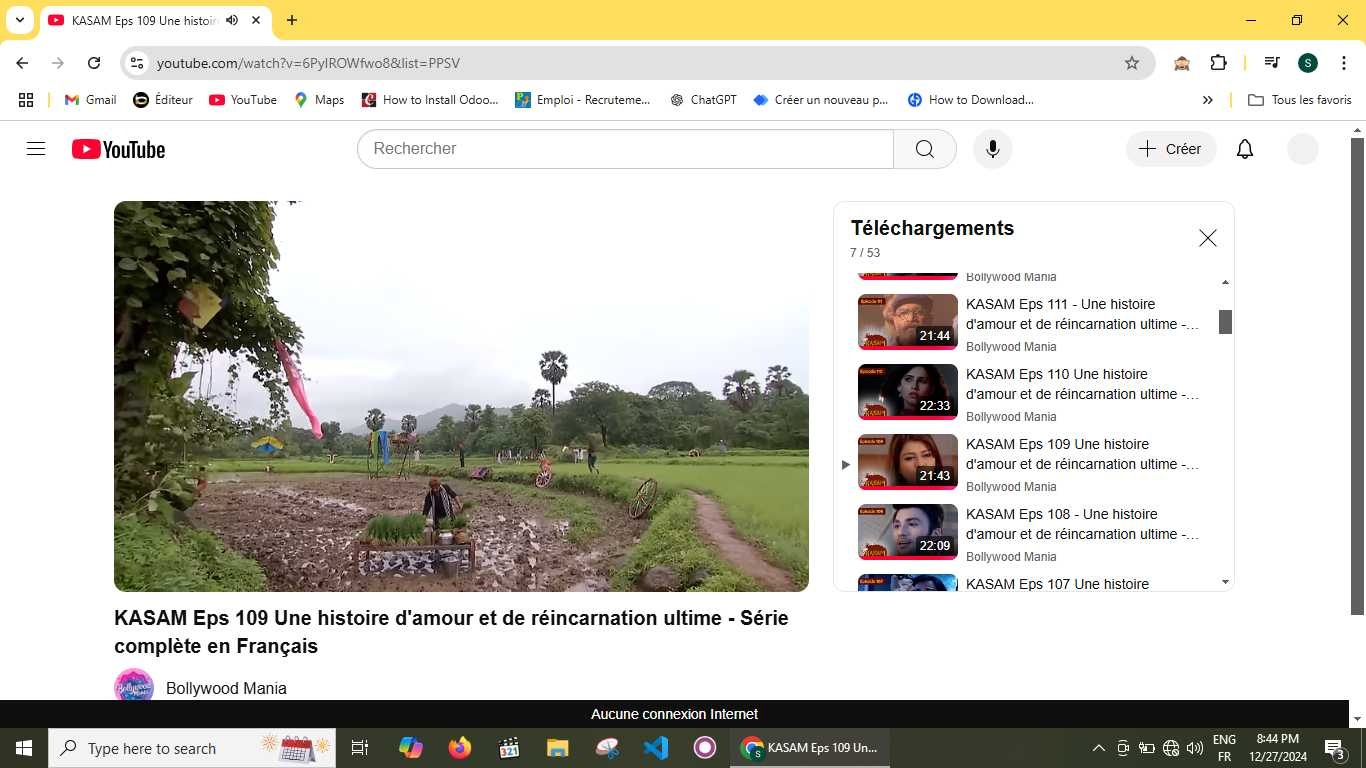 KASAM Eps 109 Une histoir
youtube.com/watch?v=6PyIROWfwo8&list=PPSV
S
Gmail
Éditeur
YouTube
Maps
How to Install Odoo...
Emploi - Recruteme...
ChatGPT
Créer un nouveau p...
How to Download...
Tous les favoris
YouTube
Rechercher
Créer
Téléchargements
7 / 53
Bollywood Mania
KASAM Eps 111 - Une histoire
d'amour et de réincarnation ultime -...
21:44
Bollywood Mania
KASAM Eps 110 Une histoire
d'amour et de réincarnation ultime -...
22:33
Bollywood Mania
KASAM Eps 109 Une histoire
d'amour et de réincarnation ultime -...
21:43
Bollywood Mania
KASAM Eps 108 - Une histoire
d'amour et de réincarnation ultime -...
22:09
Bollywood Mania
KASAM Eps 107 Une histoire
KASAM Eps 109 Une histoire d'amour et de réincarnation ultime - Série
complète en Français
Bollywood Mania
Aucune connexion Internet
Type here to search
KASAM Eps 109 Un...
ENG
FR
8:44 PM
12/27/2024
3